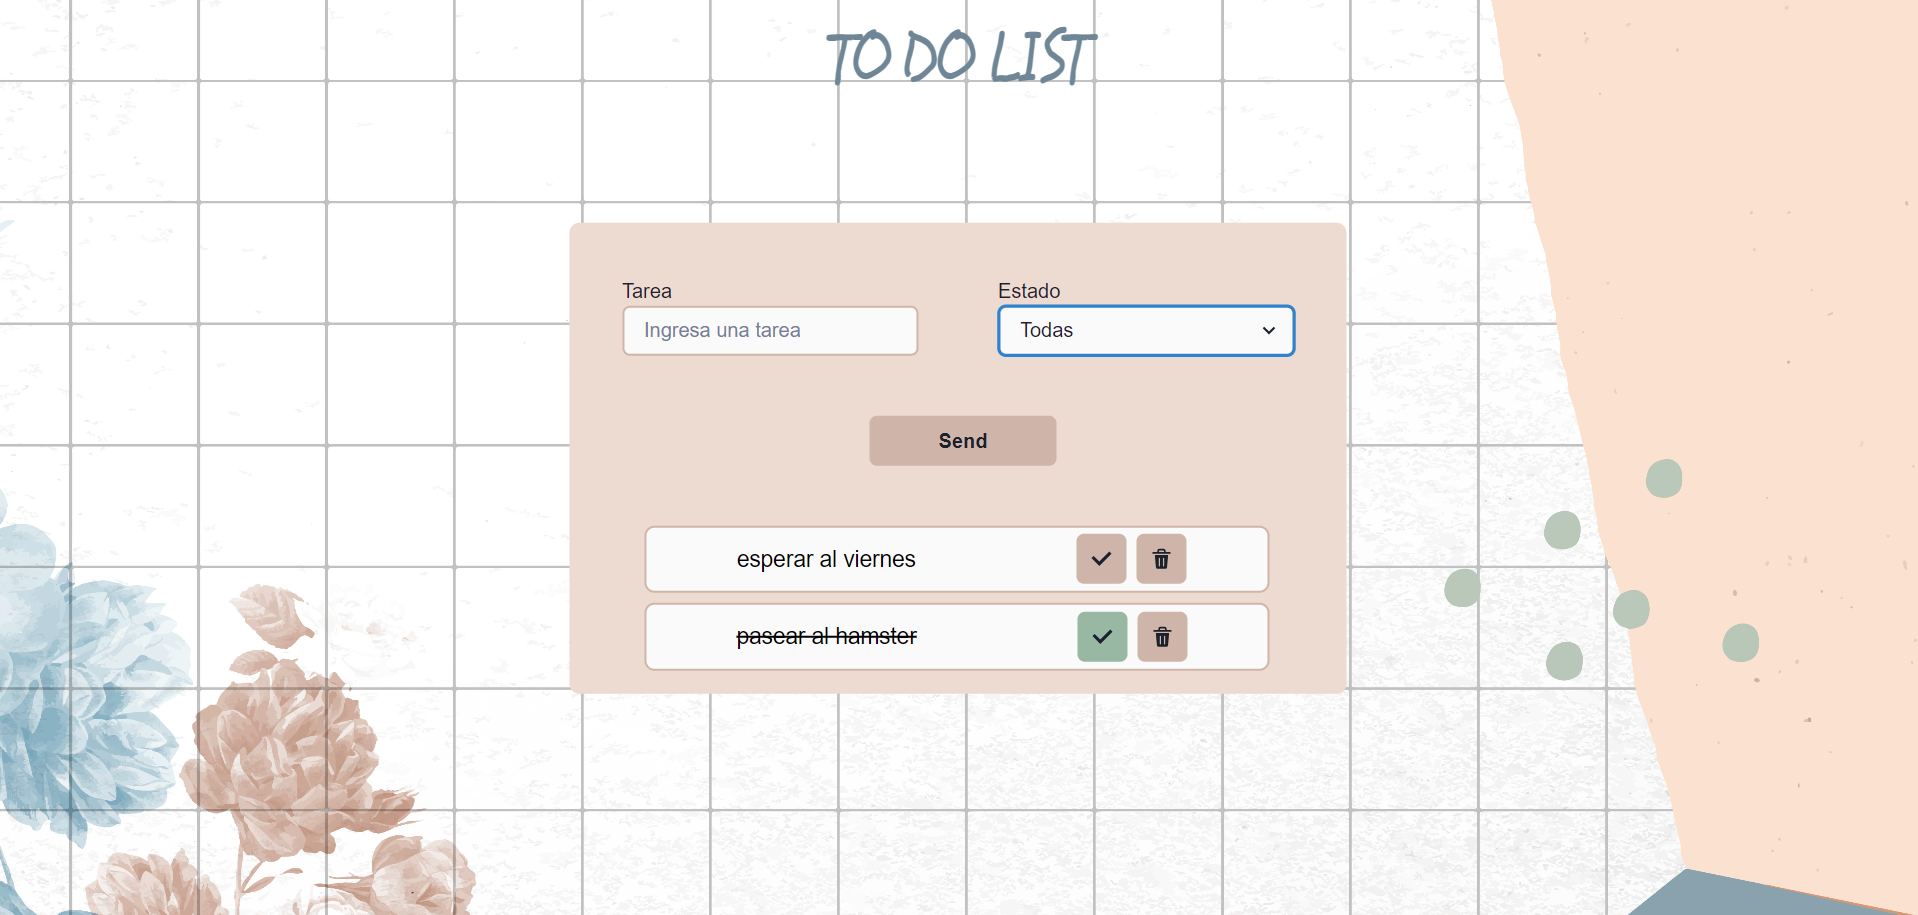 TO DO LIST
Tarea
Estado
Ingresa una tarea
Todas
Send
esperar al viernes
pasear al hamster